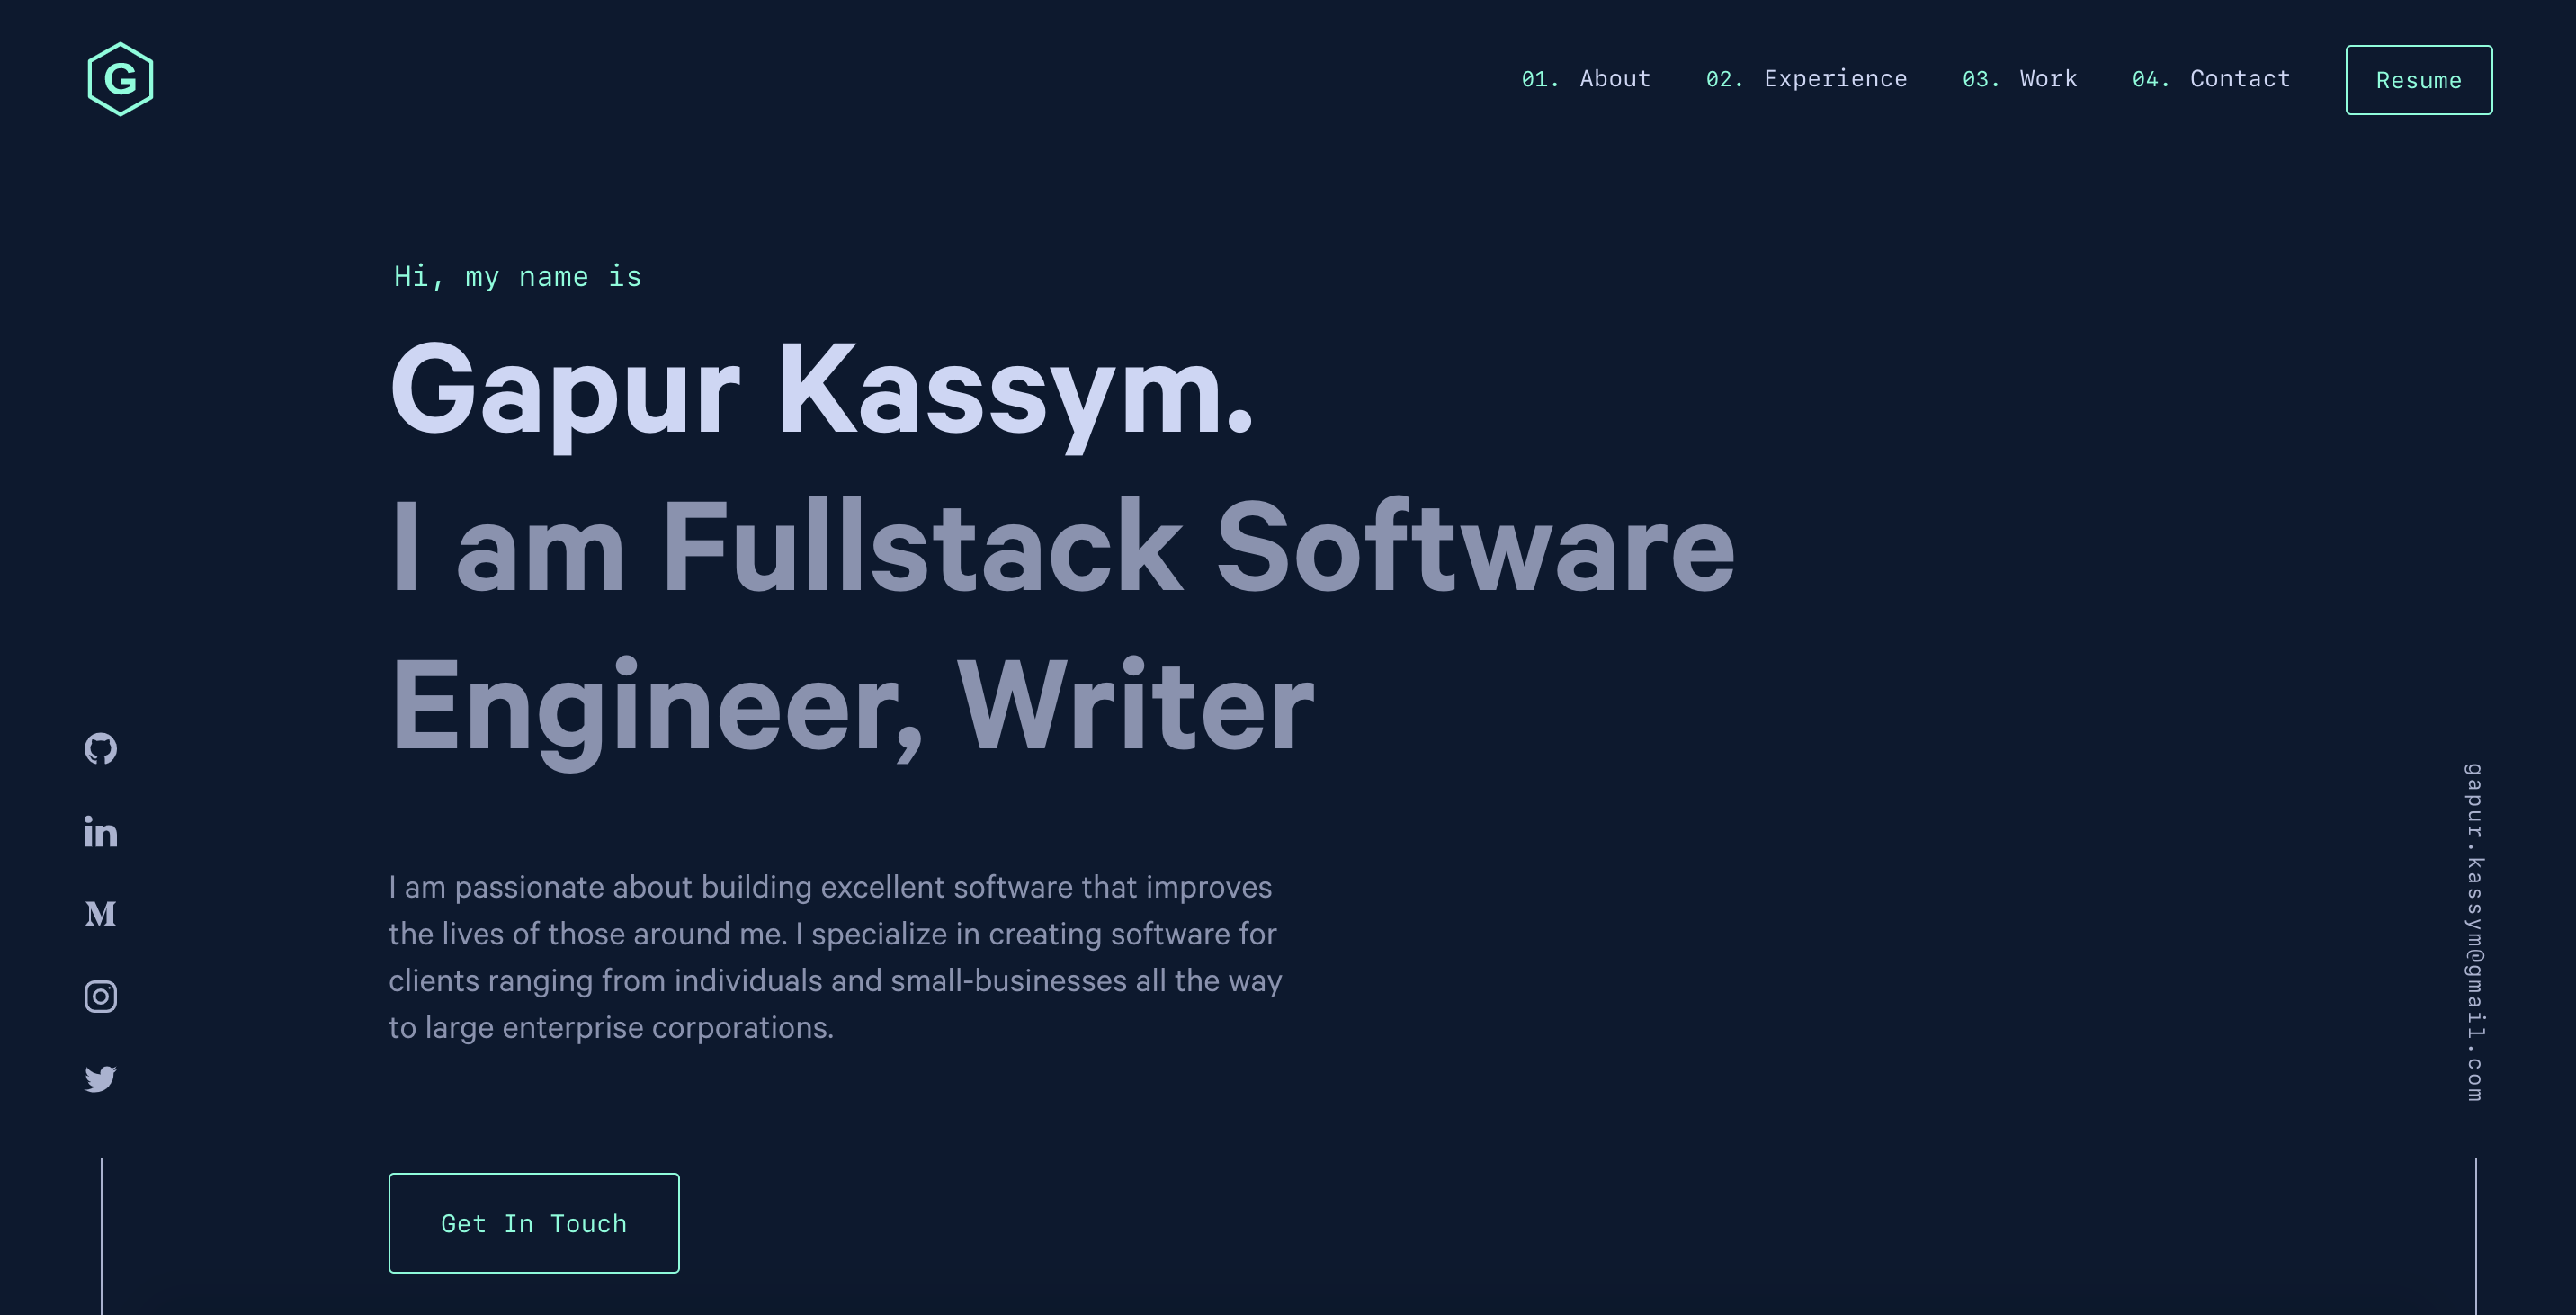 G
01. About 02. Experience 03. Work 04. Contact Resume
Hi, my name is
Gapur Kassym.
I am Fullstack Software
Engineer, Writer
I am passionate about building excellent software that improves
the lives of those around me. I specialize in creating software for
clients ranging from individuals and small-businesses all the way
to large enterprise corporations.
Get In Touch
in
M
gapur.kassym@gmail.com